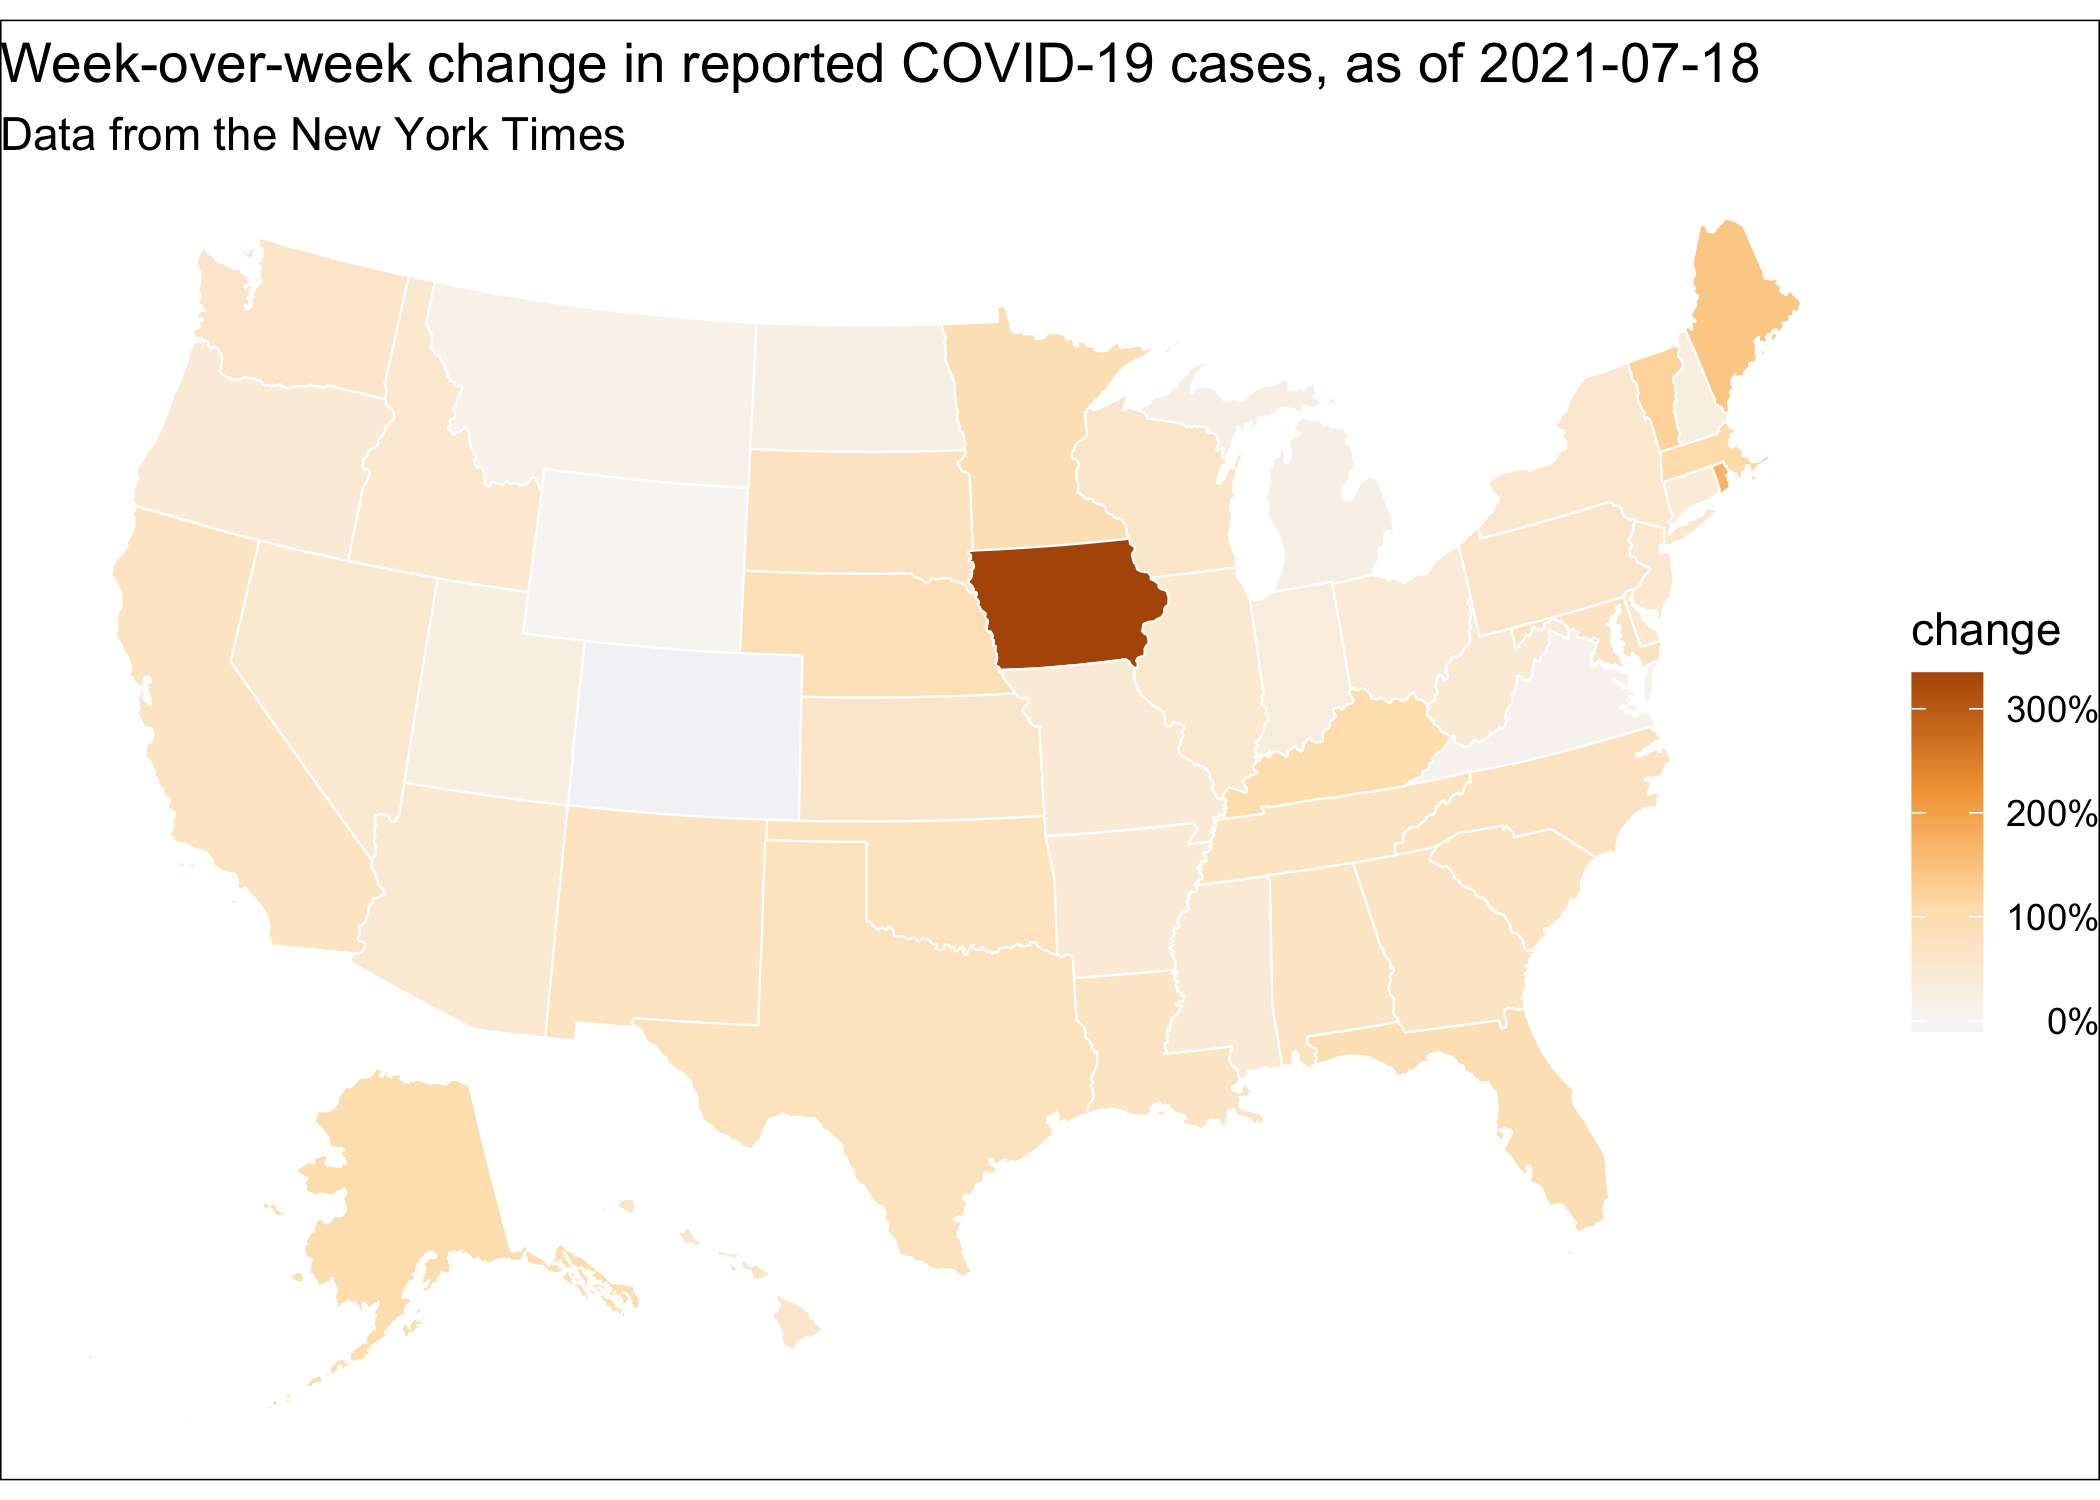 Week-over-week change in reported COVID-19 cases, as of 2021-07-18
Data from the New York Times
change
300%
200%
100%
0%